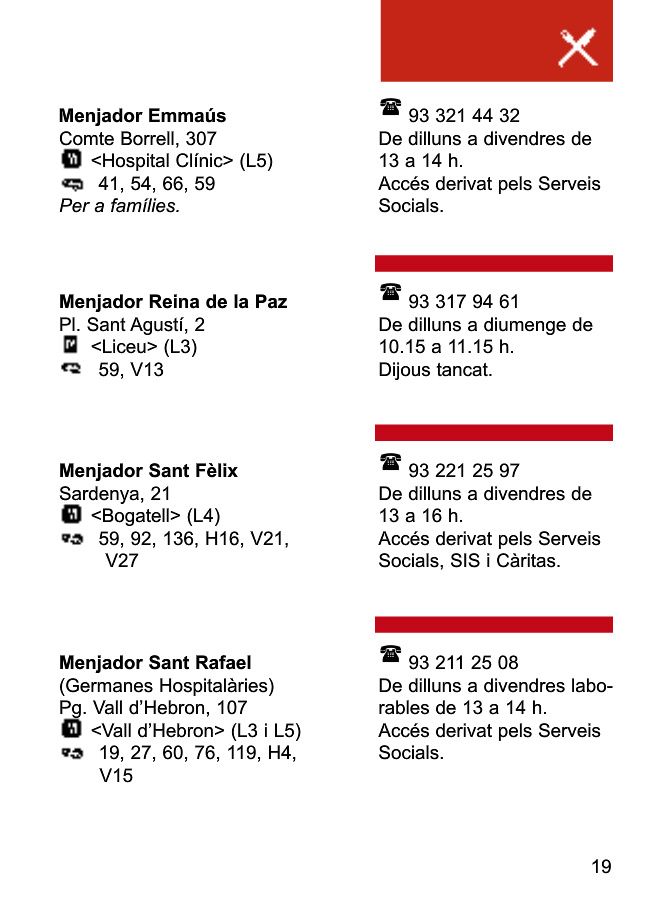 Menjador Emmaús
Comte Borrell, 307
<Hospital Clínic> (L5)
41, 54, 66, 59
Per a famílies.
93 321 44 32
De dilluns a divendres de
13 a 14 h.
Accés derivat pels Serveis
Socials.
Menjador Reina de la Paz
Pl. Sant Agustí, 2
<Liceu> (L3)
59, V13
93 317 94 61
De dilluns a diumenge de
10.15 a 11.15 h.
Dijous tancat.
Menjador Sant Fèlix
Sardenya, 21
<Bogatell> (L4)
59, 92, 136, H16, V21,
V27
93 221 25 97
De dilluns a divendres de
13 a 16 h.
Accés derivat pels Serveis
Socials, SIS i Càritas.
Menjador Sant Rafael
(Germanes Hospitalàries)
Pg. Vall d’Hebron, 107
<Vall d’Hebron> (L3 i L5)
19, 27, 60, 76, 119, H4,
V15
93 211 25 08
De dilluns a divendres labo-
rables de 13 a 14 h.
Accés derivat pels Serveis
Socials.
19